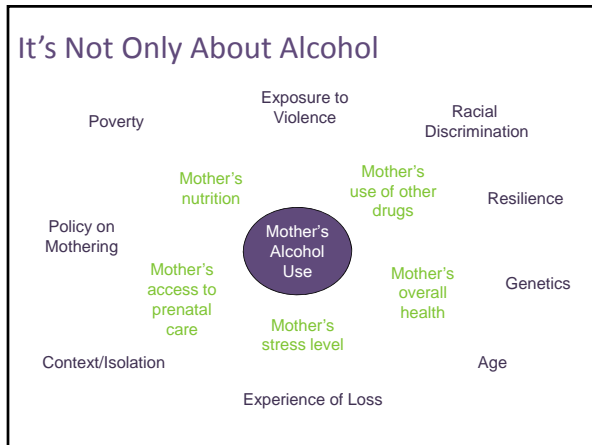 It's Not Only About Alcohol
Exposure to
Violence
Poverty
Racial
Discrimination
Mother's
nutrition
Mother's
use of other
drugs
Resilience
Policy on
Mothering
Mother's
Alcohol
Use
Mother's
access to
prenatal
care
Mother's
overall
health
Genetics
Mother's
stress level
Context/Isolation
Age
Experience of Loss